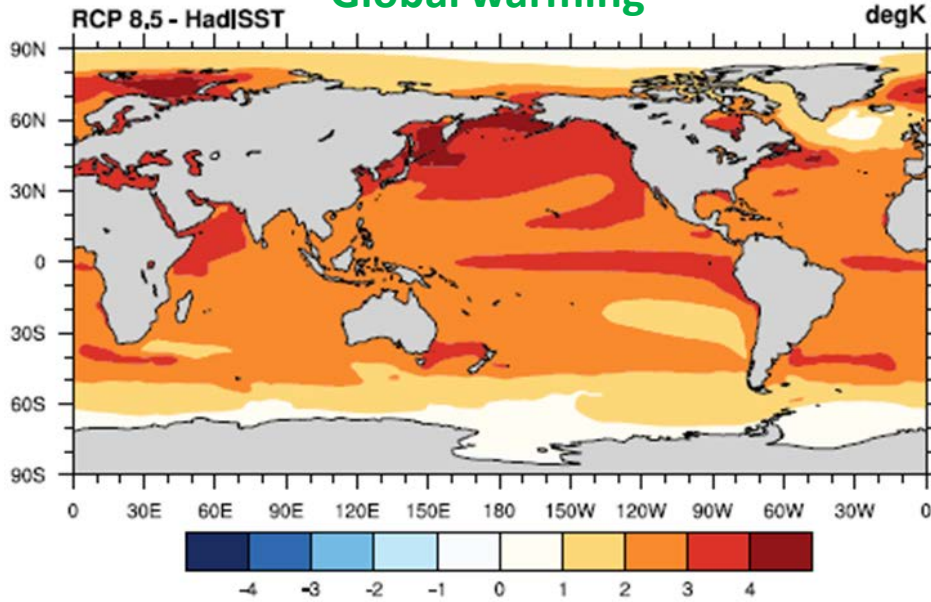 Global warming
RCP 8.5 - HadISST
degK
90N
60N
30N
0
30S
60S
90S
0 30E 60E 90E 120E 150E 180 150W 120W 90W 60W 30W 0
-4 -3 -2 -1 0 1 2 3 4